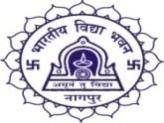 भारतीय विद्या भवन
अमृतं तु विद्या
नागपुर